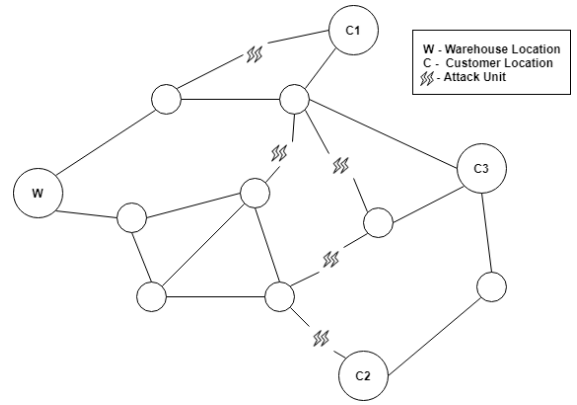 C1
W - Warehouse Location
C - Customer Location
- Attack Unit
C3
W
C2